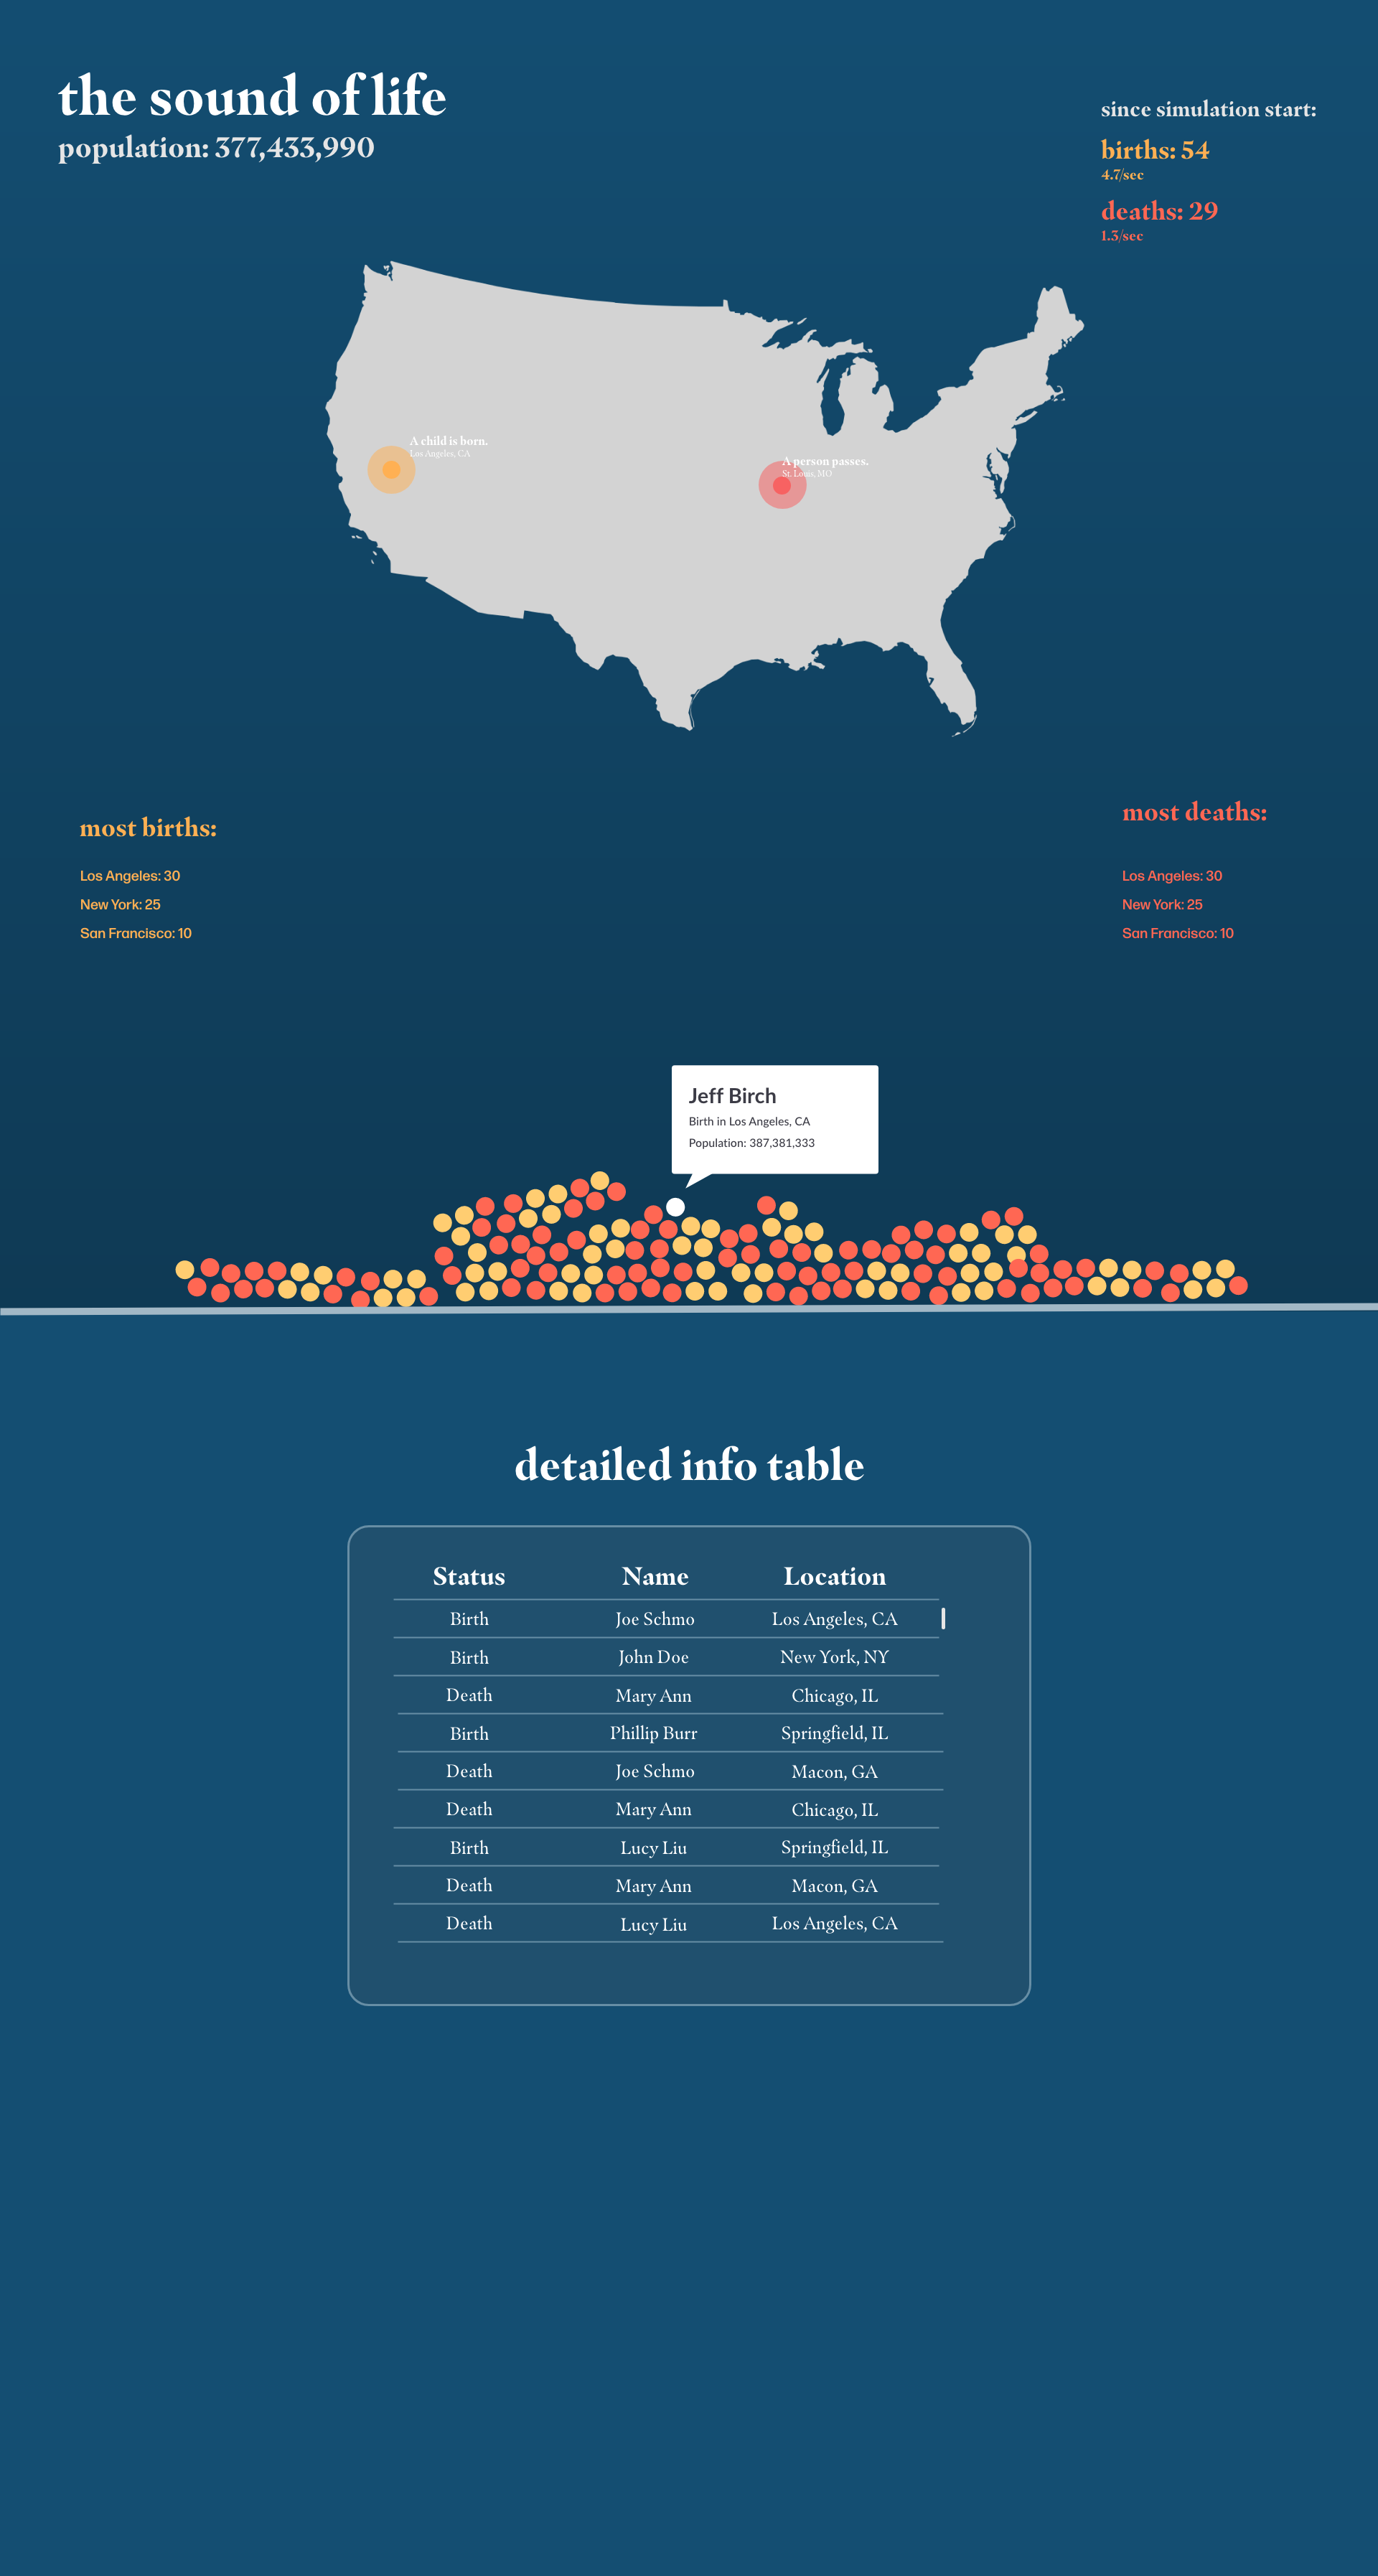 the sound of life
population: 377,433,990
since simulation start:
births: 54
4.7/sec
deaths: 29
1.3/sec
A child is born.
Los Angeles, CA
A person passes.
St. Louis, MO
most births:
Los Angeles: 30
New York: 25
San Francisco: 10
most deaths:
Los Angeles: 30
New York: 25
San Francisco: 10
Jeff Birch
Birth in Los Angeles, CA
Population: 387,381,333
detailed info table
Status Name Location
Birth Joe Schmo Los Angeles, CA
Birth John Doe New York, NY
Death Mary Ann Chicago, IL
Birth Phillip Burr Springfield, IL
Death Joe Schmo Macon, GA
Death Mary Ann Chicago, IL
Birth Lucy Liu Springfield, IL
Death Mary Ann Macon, GA
Death Lucy Liu Los Angeles, CA